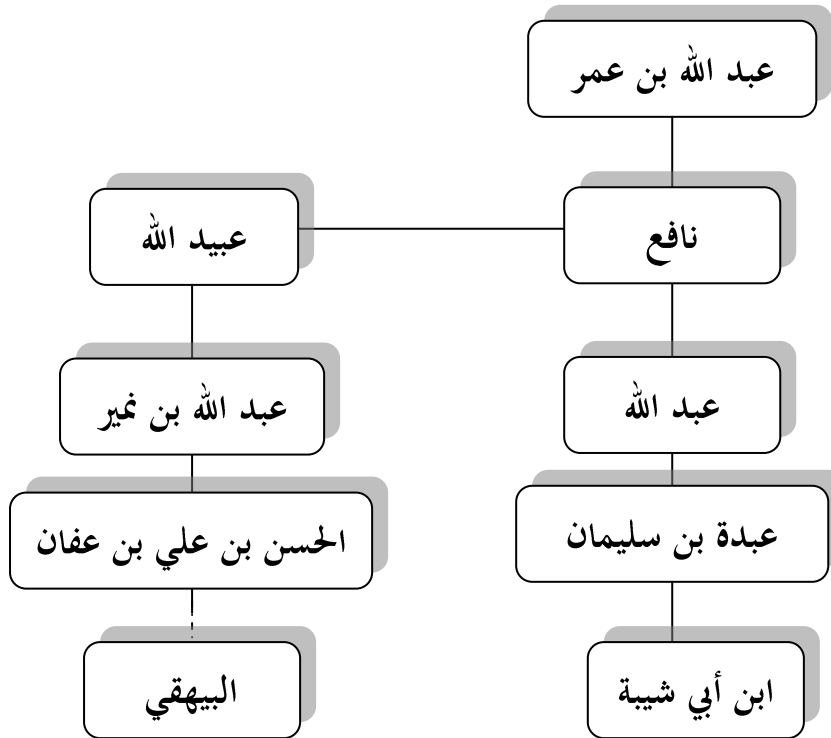 عبد الله بن عمر
نافع
عبيد الله
عبد الله
عبد الله بن نمير
عبدة بن سليمان
الحسن بن علي بن عفان
ابن أبي شيبة
البيهقي